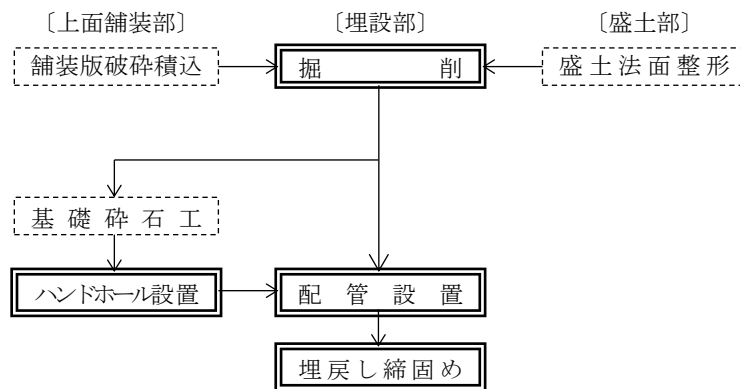 〔上面舗装部〕 〔埋設部〕 〔盛土部〕
舗装版破砕積込 掘削 盛土法面整形
基礎砕石工
ハンドホール設置 配管設置
埋戻し締固め